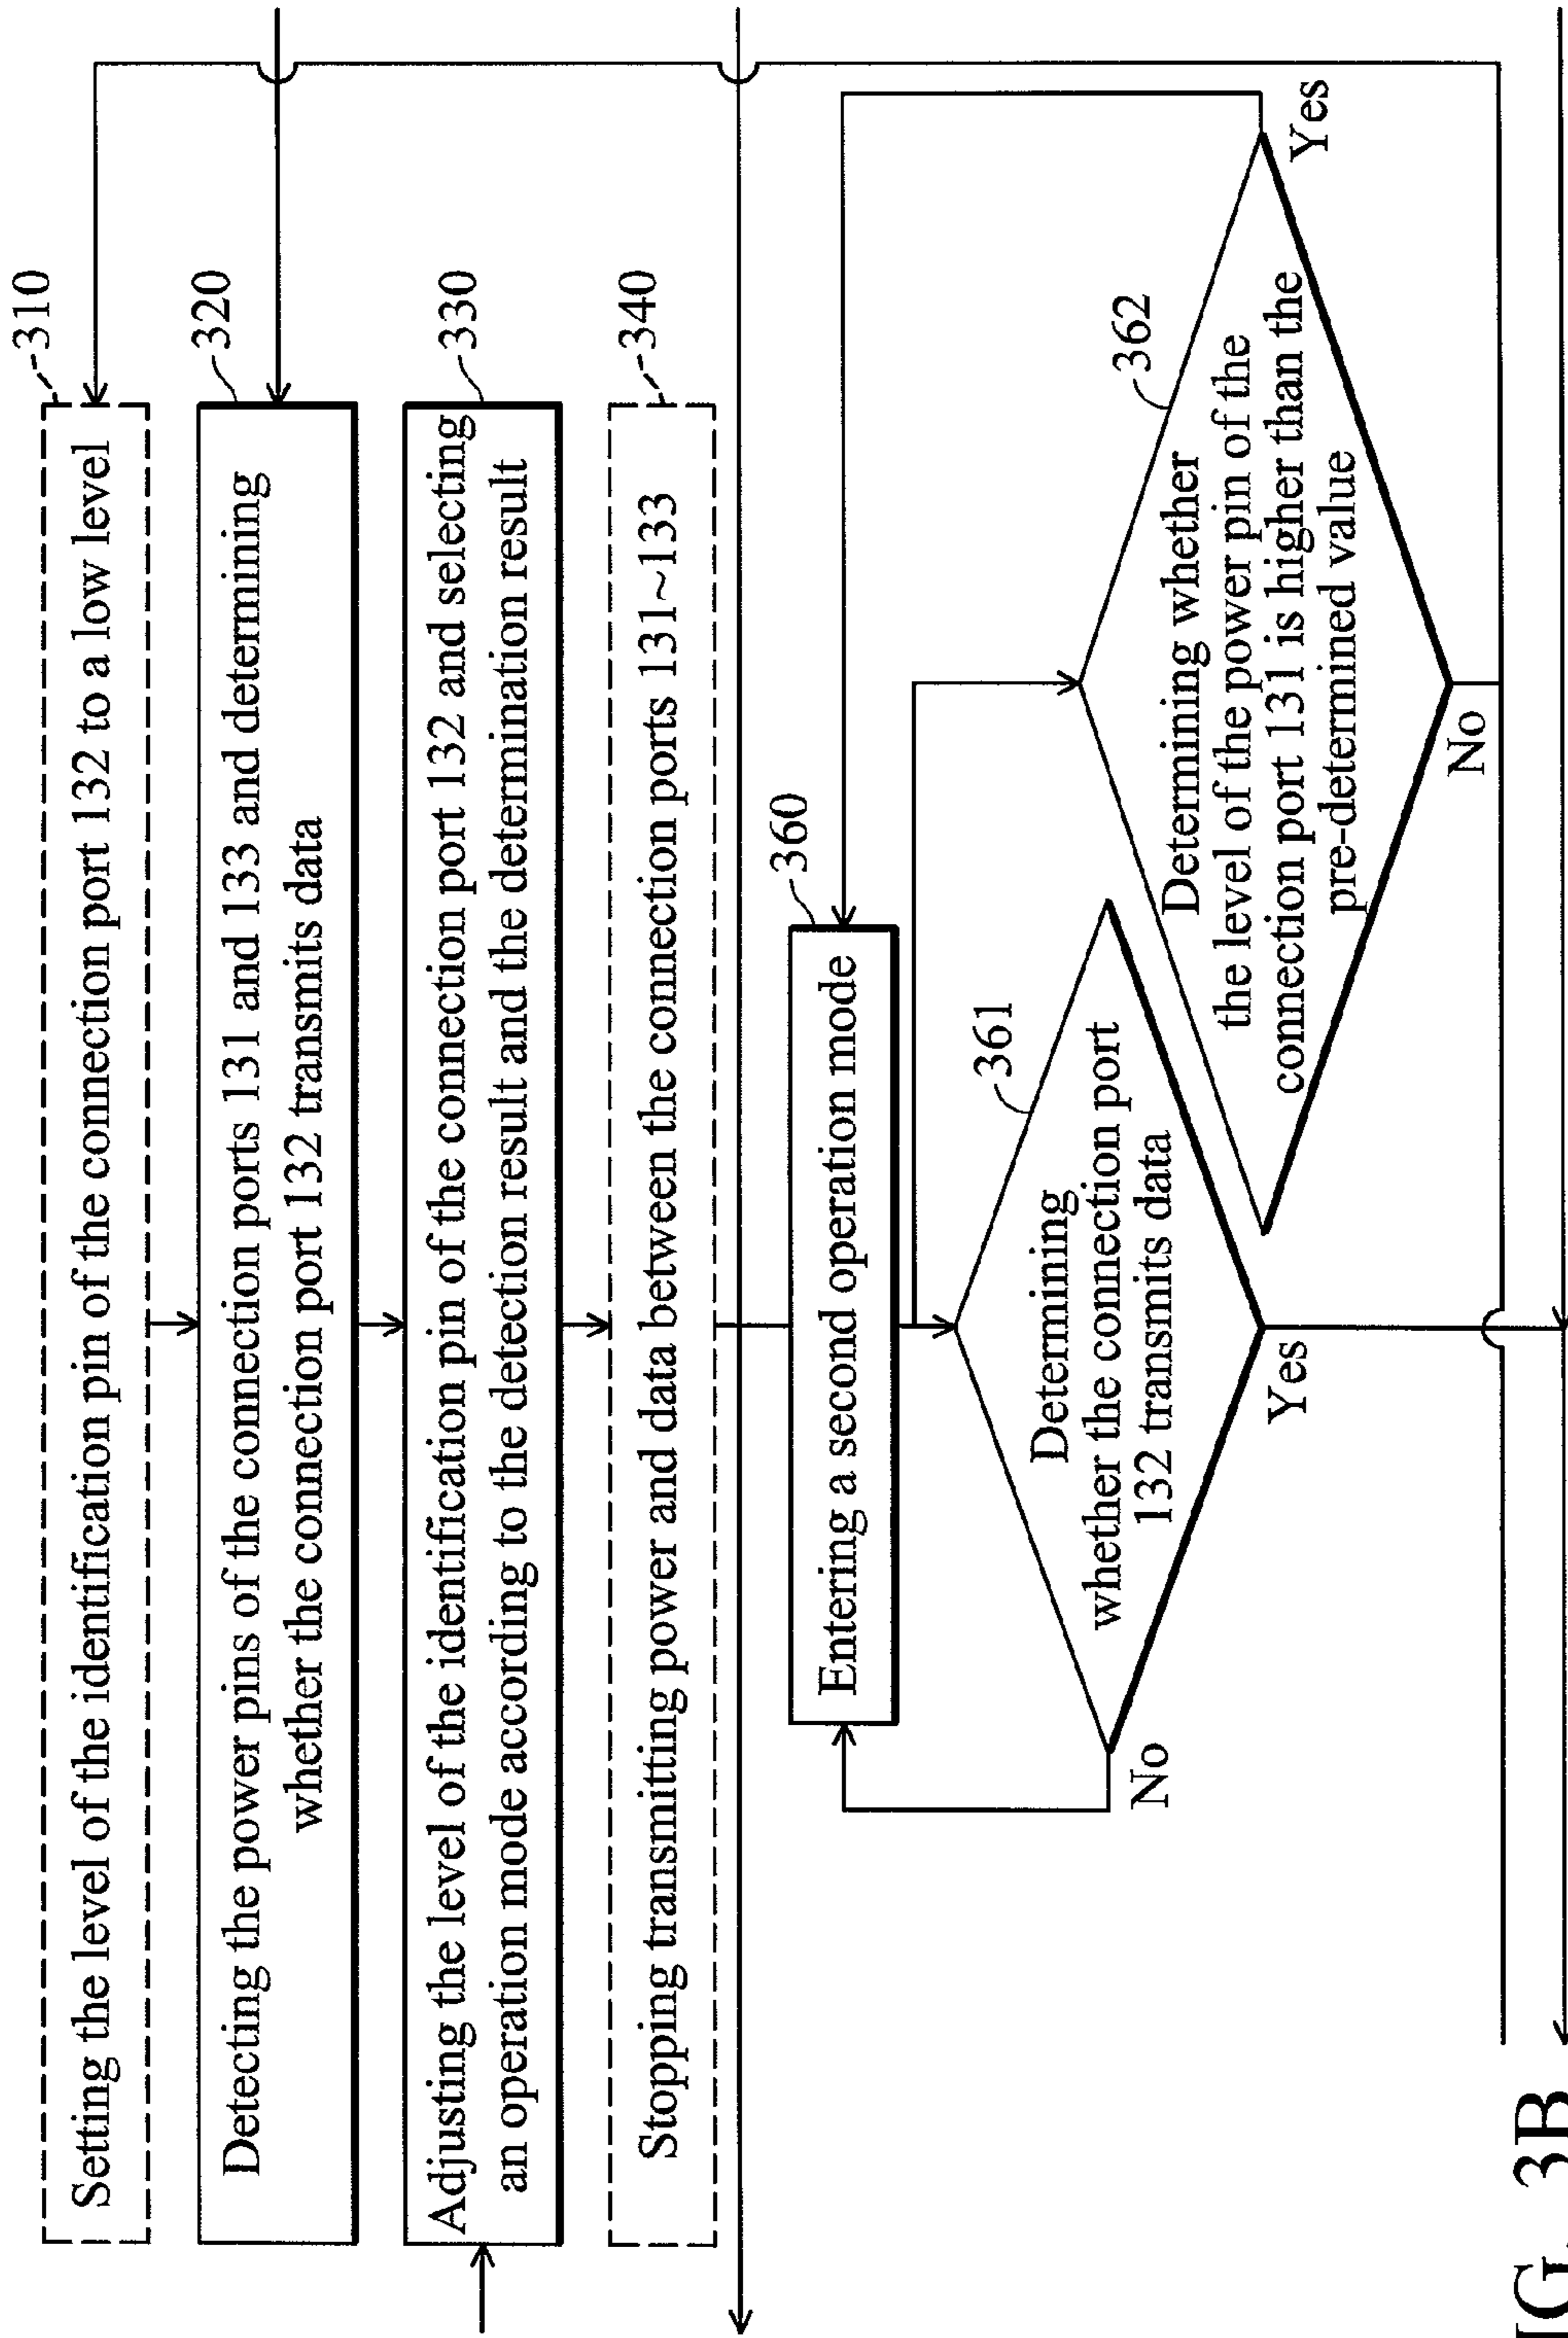 310
Setting the level of the identification pin of the connection port 132 to a low level
320
Detecting the power pins of the connection ports 131 and 133 and determining
whether the connection port 132 transmits data
330
Adjusting the level of the identification pin of the connection port 132 and selecting
an operation mode according to the detection result and the determination result
340
Stopping transmitting power and data between the connection ports 131~133
360
Entering a second operation mode
361
Determining
whether the connection port
132 transmits data
No
Yes
362
Determining whether
the level of the power pin of the
connection port 131 is higher than the
pre-determined value
Yes
No
3B